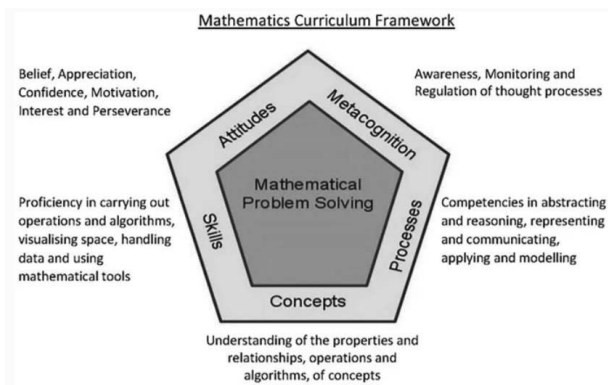 Mathematics Curriculum Framework
Belief, Appreciation,
Confidence, Motivation,
Interest and Perseverance
Awareness, Monitoring and
Regulation of thought processes
Attitudes
Metacognition
Mathematical
Problem Solving
Proficiency in carrying out
operations and algorithms,
visualising space, handling
data and using
mathematical tools
Skills
Processes
Competencies in abstracting
and reasoning, representing
and communicating,
applying and modelling
Concepts
Understanding of the properties and
relationships, operations and
algorithms, of concepts